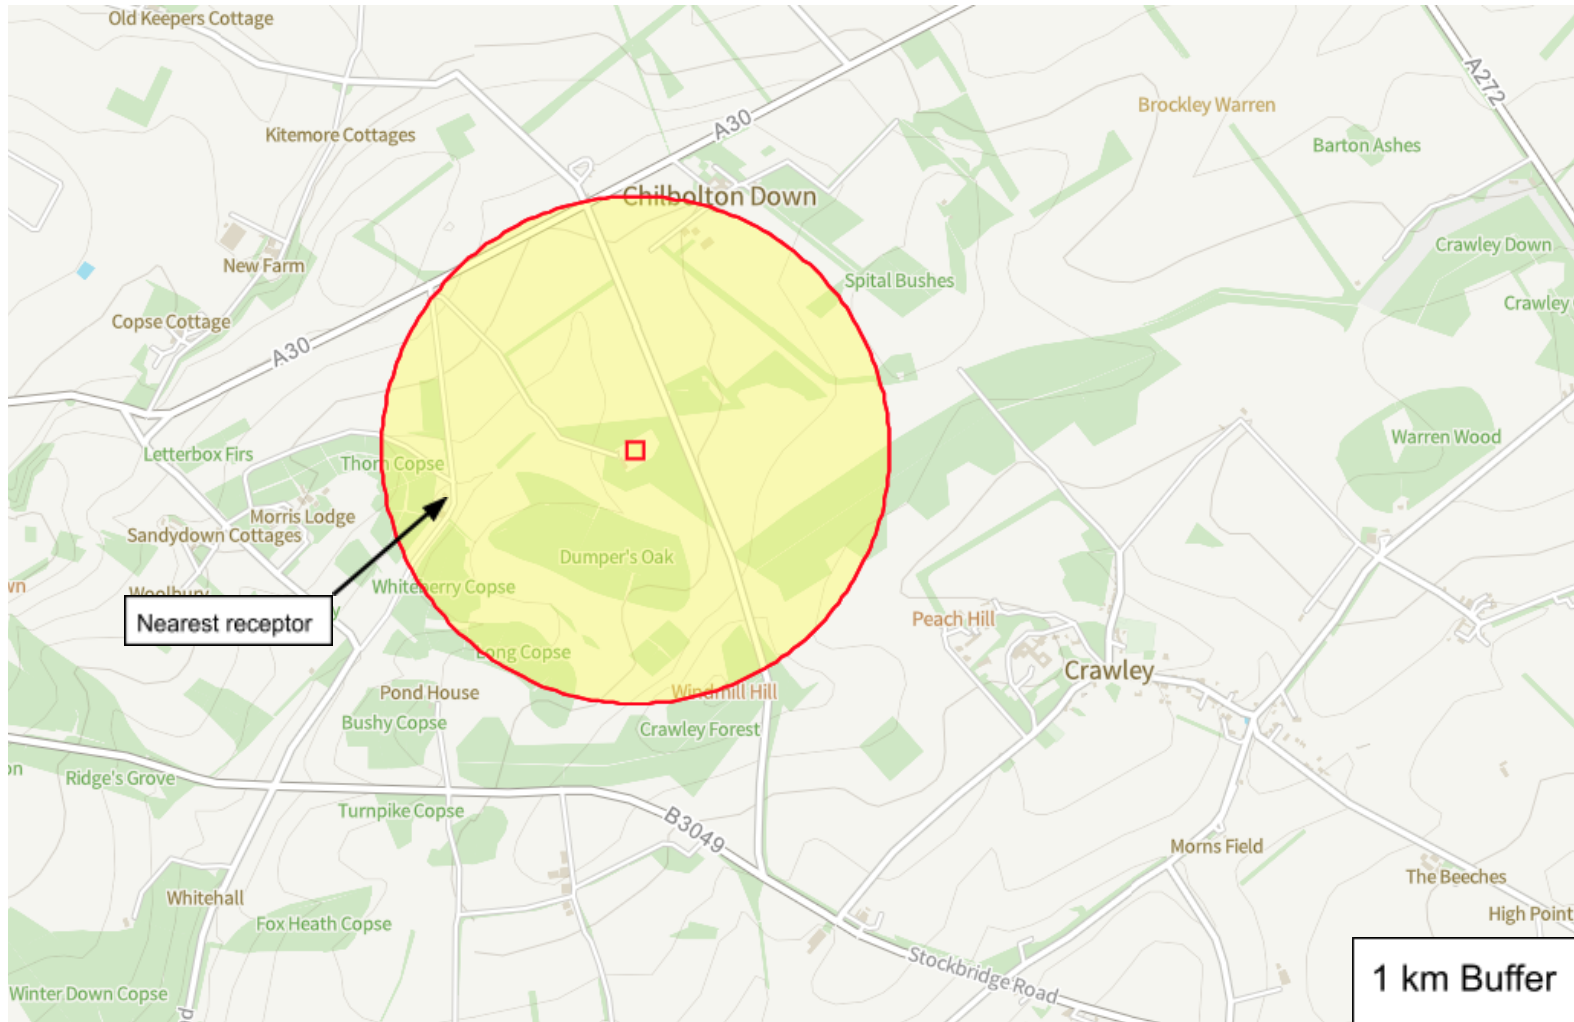 Old Keepers Cottage
A272
Brockley Warren
A30
Kitemore Cottages
Barton Ashes
Chilbolton Down
Crawley Down
New Farm
Spital Bushes
Crawley
Copse Cottage
A30
Warren Wood
Letterbox Firs
Thorn Copse
Morris Lodge
Sandydown Cottages
Dumper's Oak
Whiteberry Copse
wn
Woolbury
Nearest receptor
Peach Hill
Long Copse
Crawley
Pond House
Windmill Hill
Bushy Copse
Crawley Forest
on
Ridge's Grove
Turnpike Copse
B3049
Morns Field
The Beeches
Whitehall
High Point
Fox Heath Copse
Stockbridge Road
1 km Buffer
Winter Down Copse